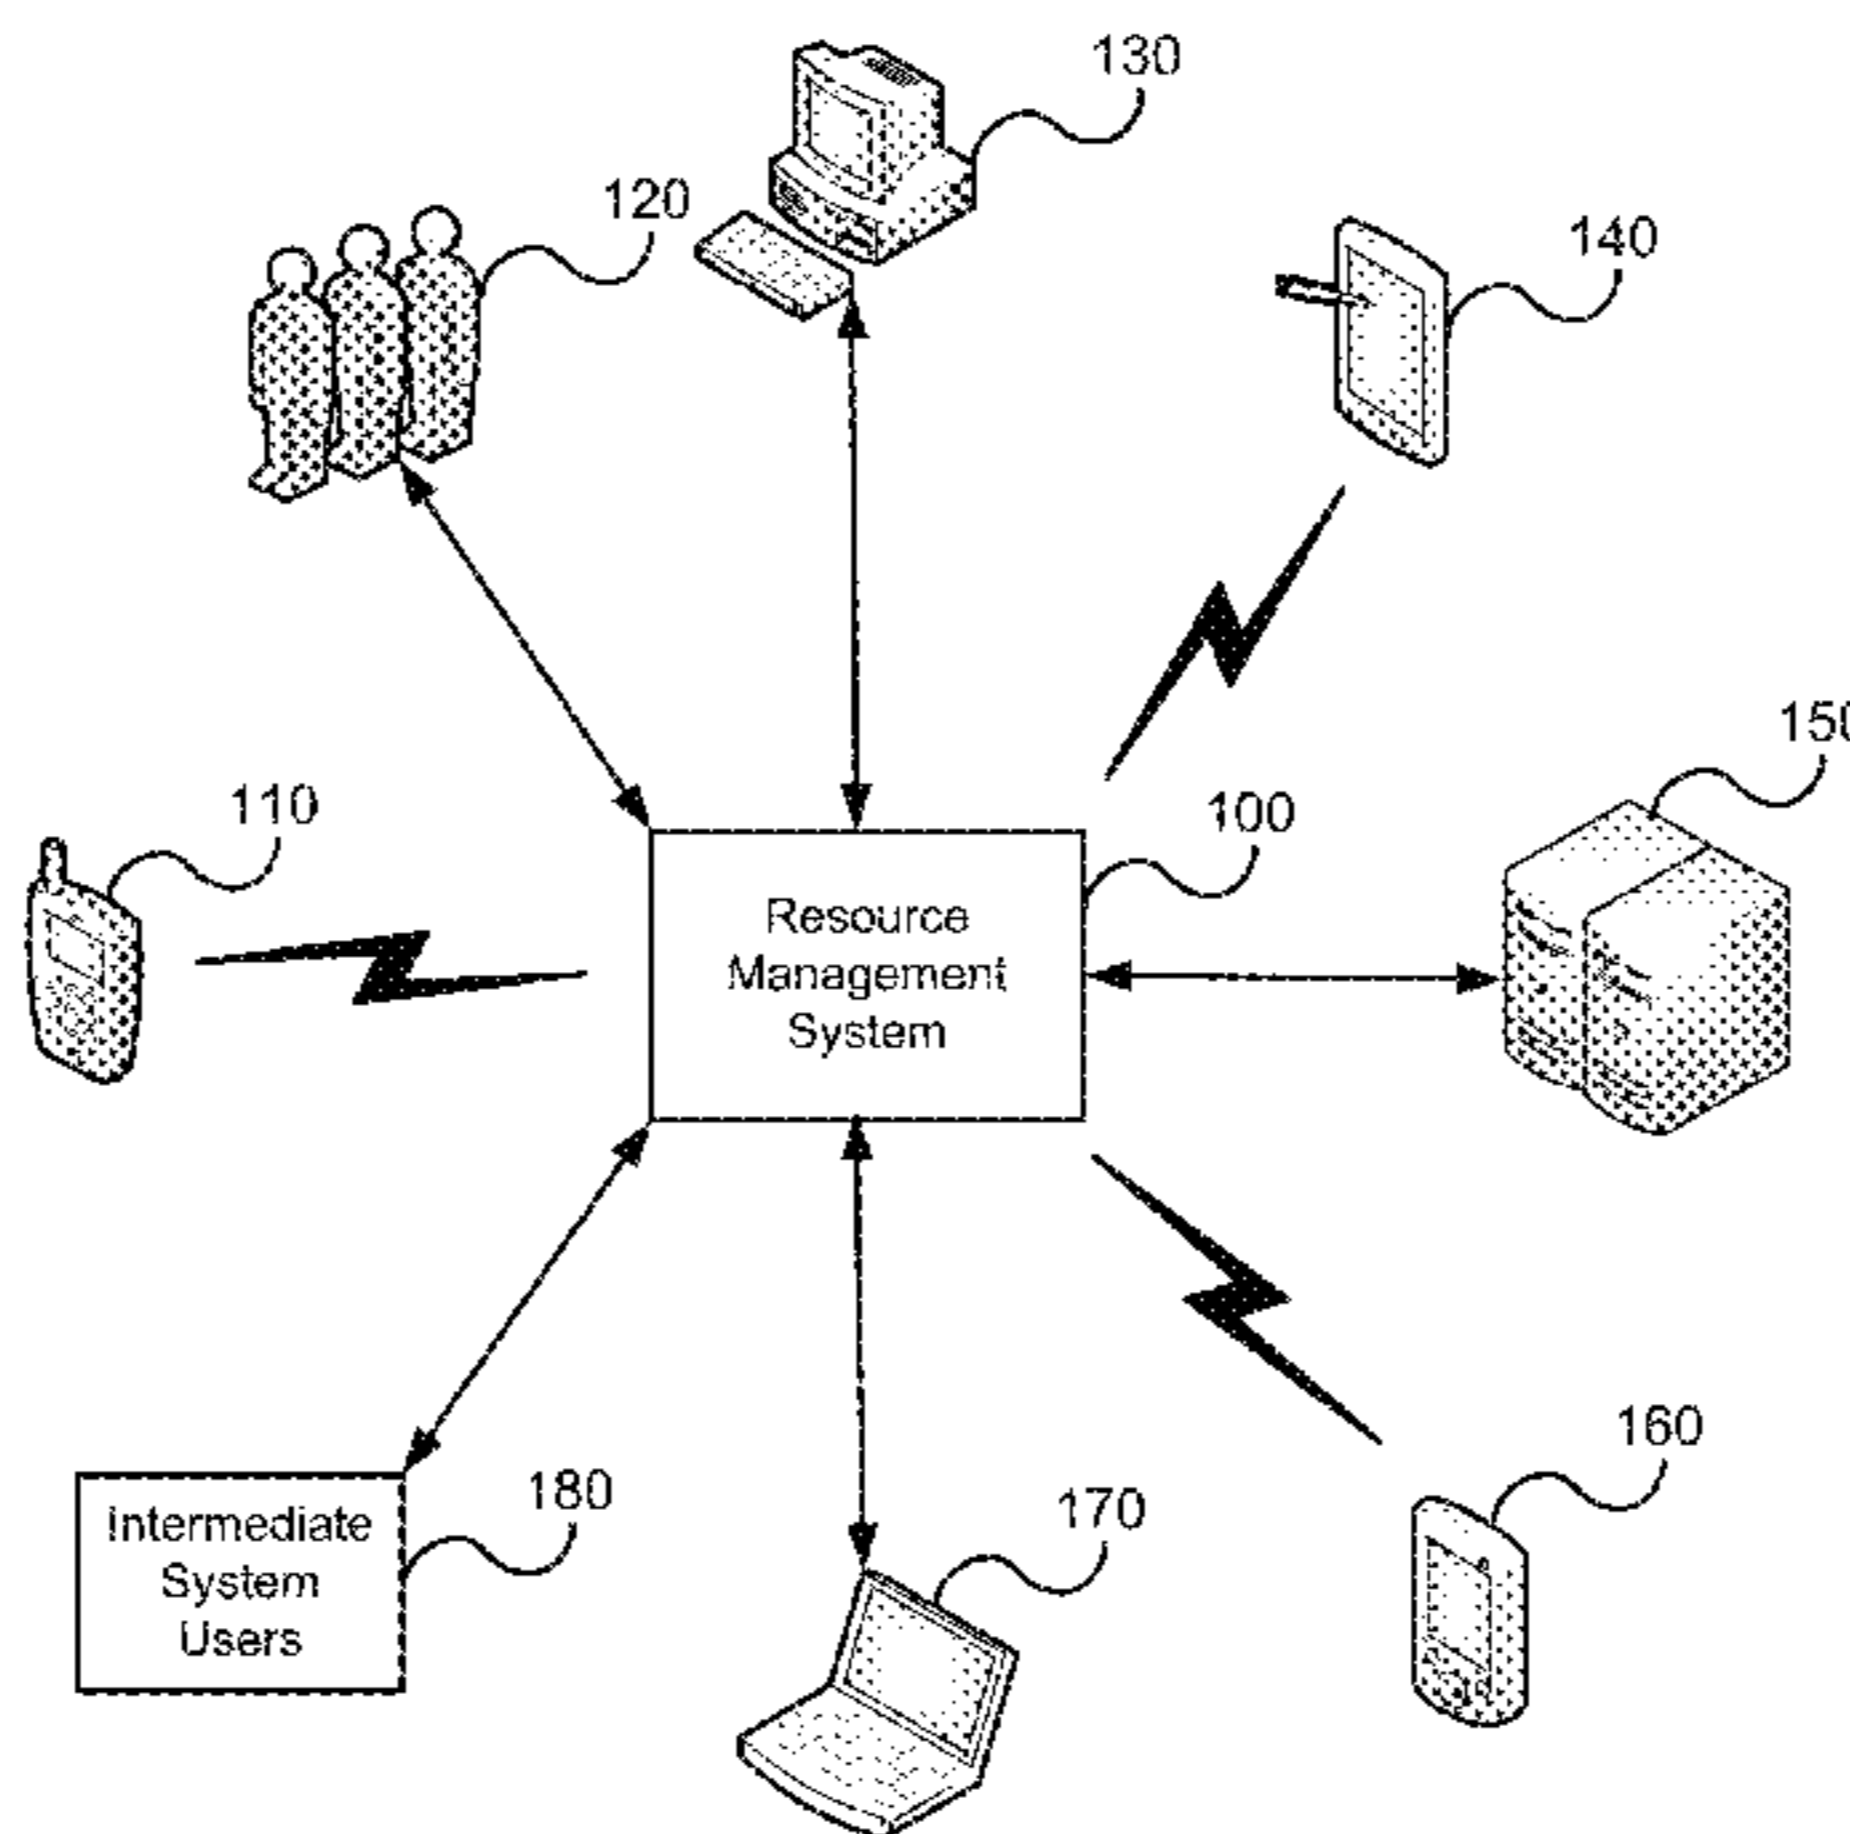 130
120
140
150
110
100
Resource
Management
System
160
180
170
Intermediate
System
Users